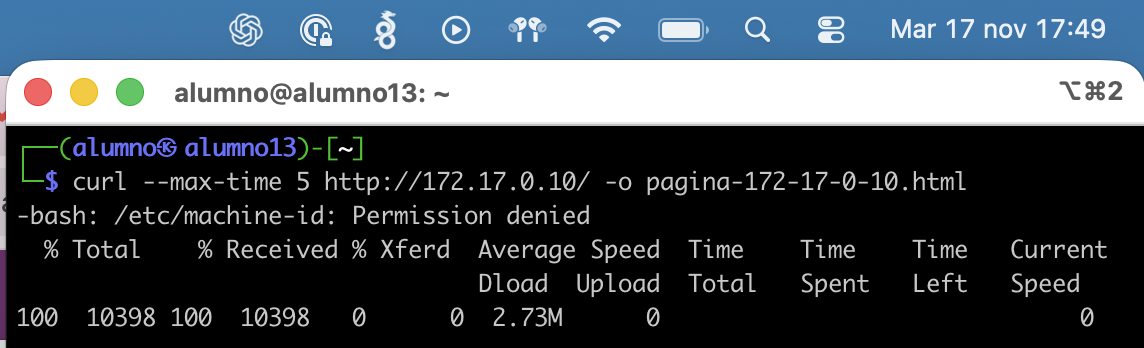 Mar 17 nov 17:49
alumno@alumno13: ~
⌥⌘2
┌──(alumno㉿alumno13)-[~]
└─$ curl --max-time 5 http://172.17.0.10/ -o pagina-172-17-0-10.html
-bash: /etc/machine-id: Permission denied
% Total % Received % Xferd Average Speed Time Time Time Current
Dload Upload Total Spent Left Speed
100 10398 100 10398 0 0 2.73M 0 0